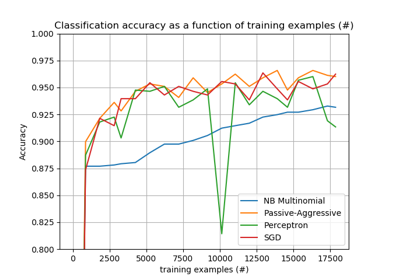 Classification accuracy as a function of training examples (#)
1.000
0.975
0.950
0.925
0.900
0.875
0.850
0.825
0.800
Accuracy
NB Multinomial
Passive-Aggressive
Perceptron
SGD
0 2500 5000 7500 10000 12500 15000 17500
training examples (#)